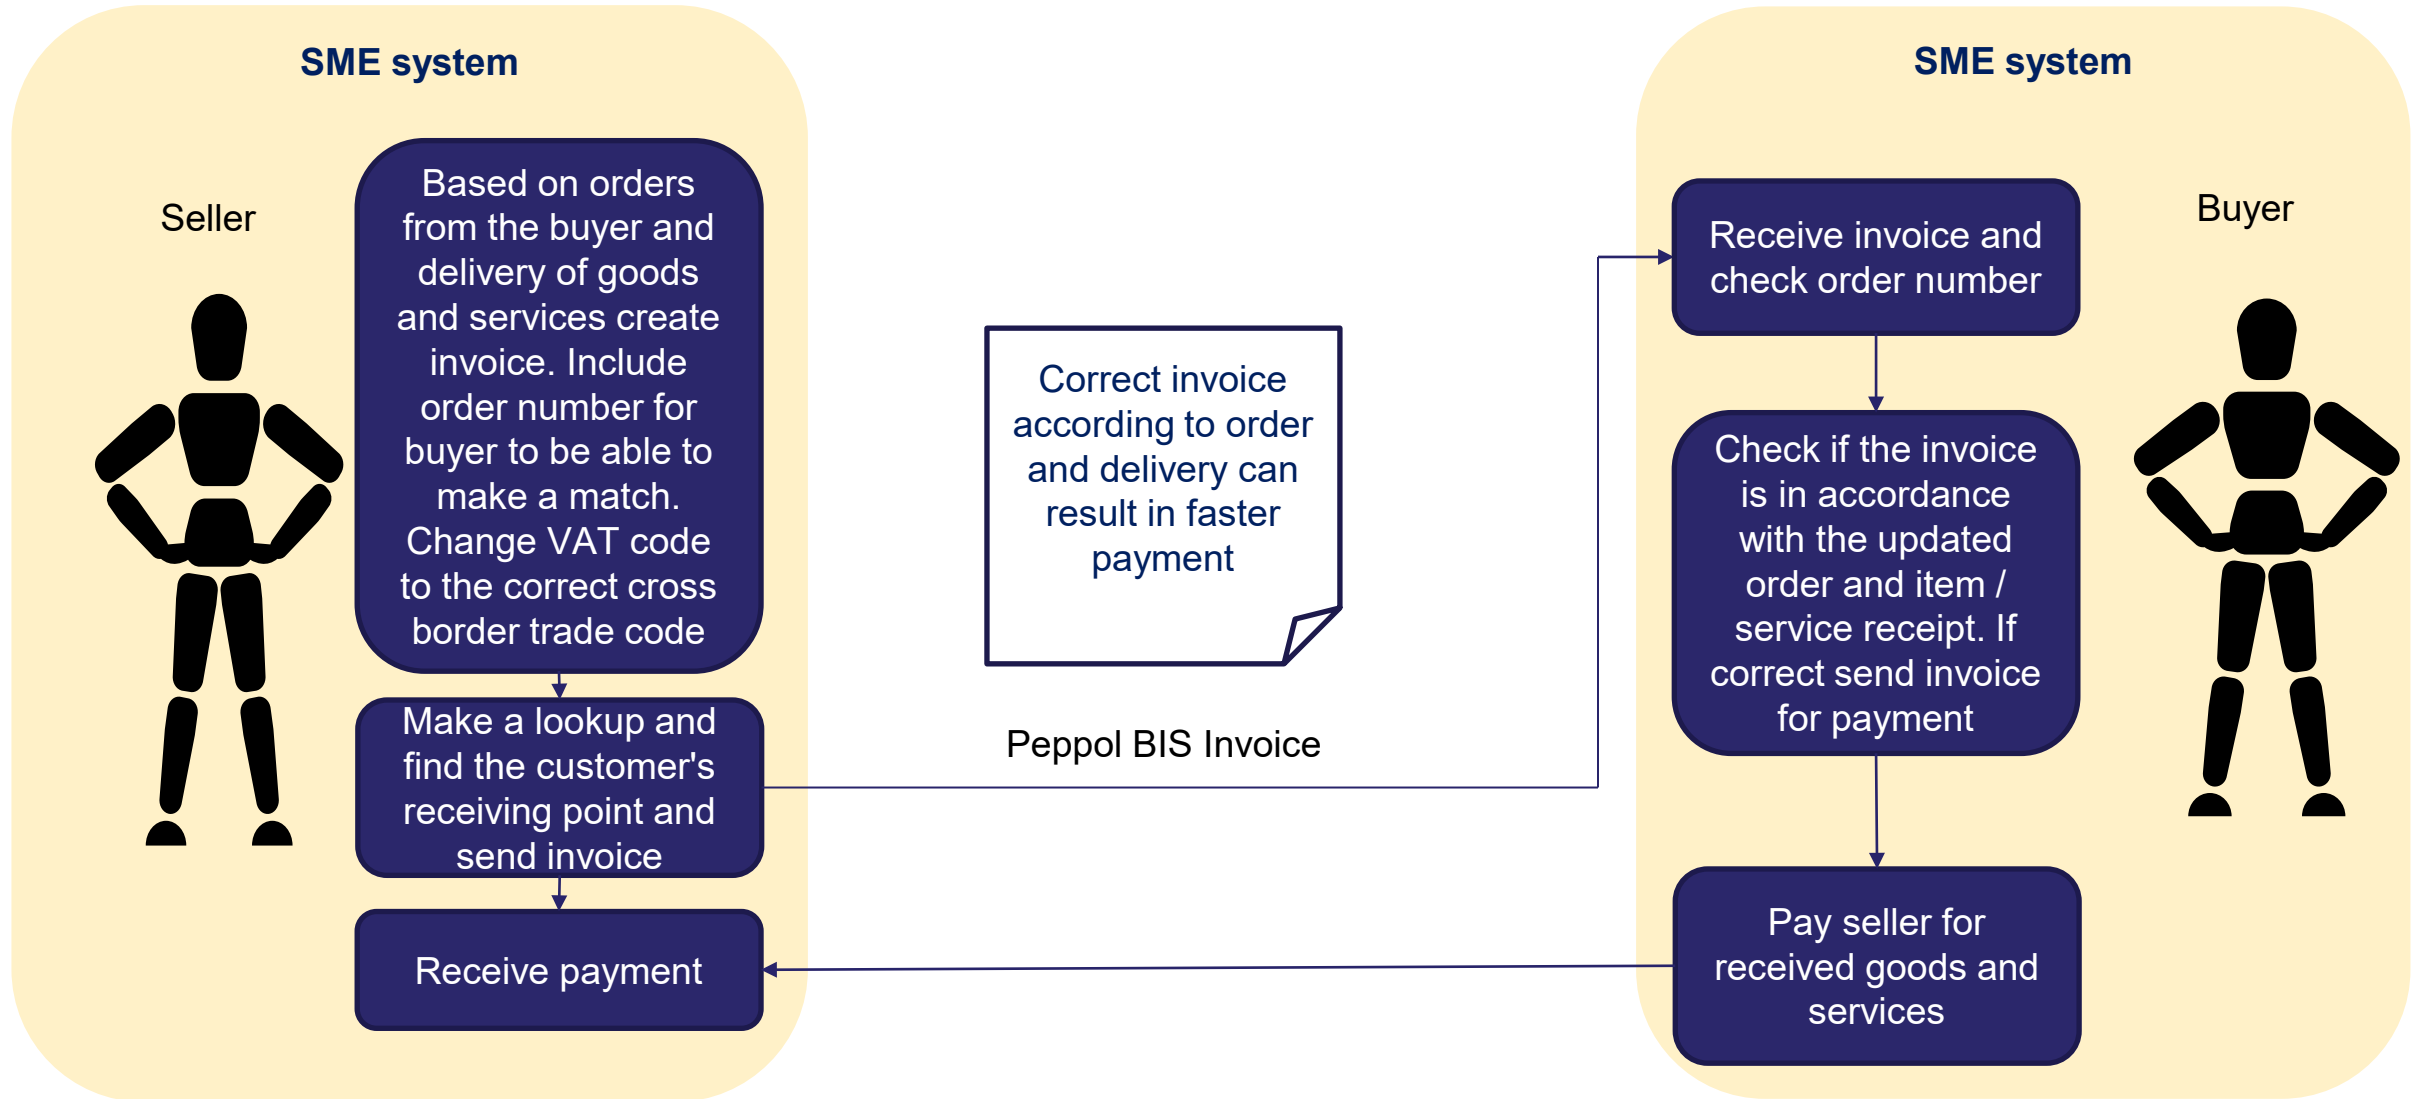 SME system
Seller
Based on orders
from the buyer and
delivery of goods
and services create
invoice. Include
order number for
buyer to be able to
make a match.
Change VAT code
to the correct cross
border trade code
Make a lookup and
find the customer's
receiving point and
send invoice
Receive payment
Correct invoice
according to order
and delivery can
result in faster
payment
Peppol BIS Invoice
SME system
Buyer
Receive invoice and
check order number
Check if the invoice
is in accordance
with the updated
order and item /
service receipt. If
correct send invoice
for payment
Pay seller for
received goods and
services